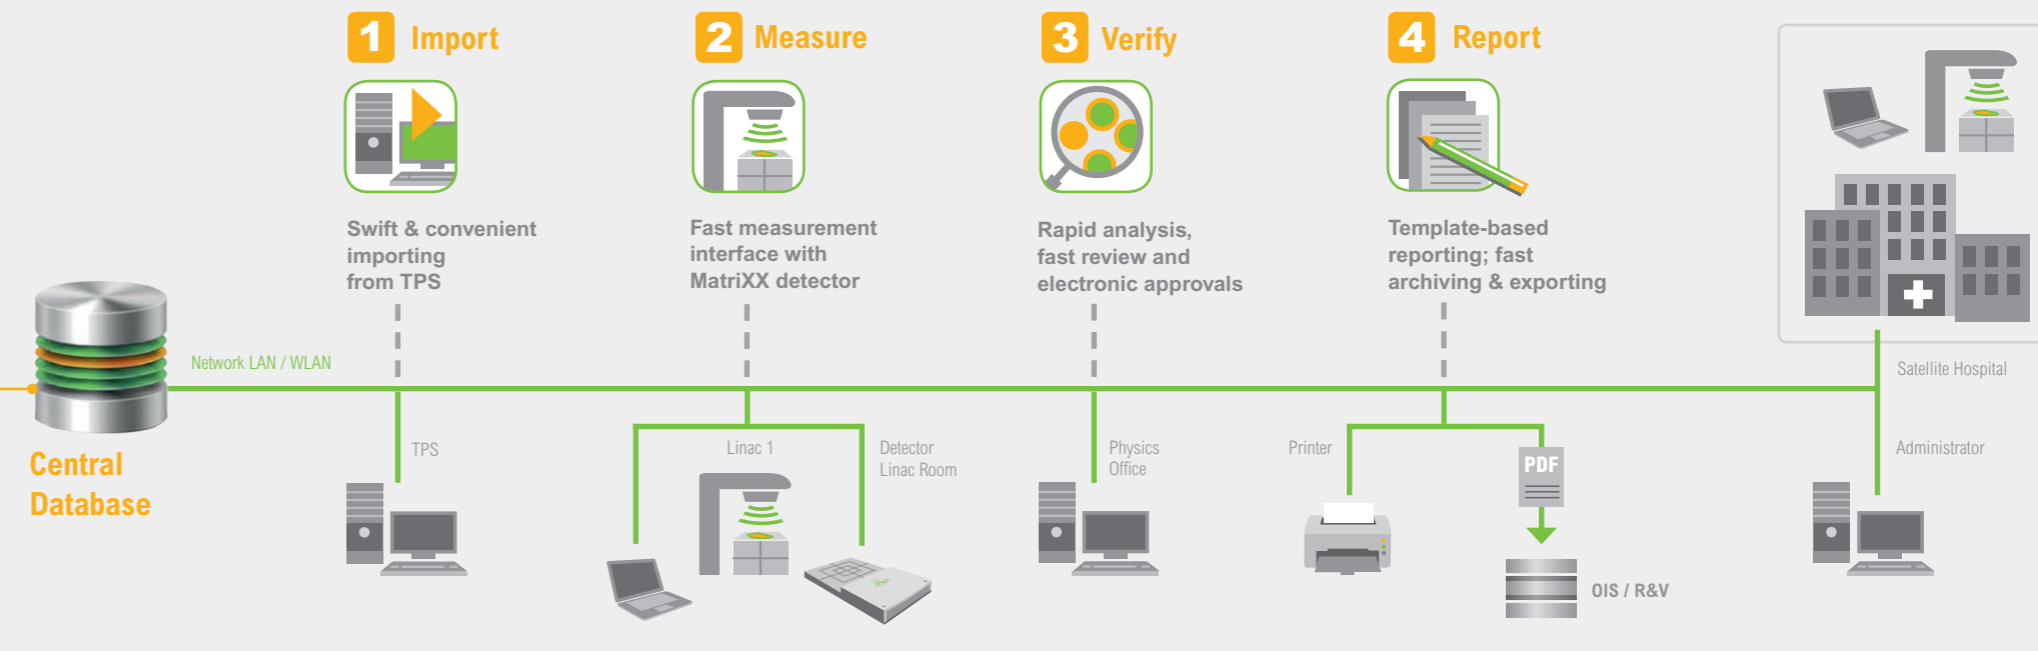 1 Import
Swift & convenient
importing
from TPS
2 Measure
Fast measurement
interface with
MatriXX detector
3 Verify
Rapid analysis,
fast review and
electronic approvals
4 Report
Template-based
reporting; fast
archiving & exporting
Network LAN / WLAN
Satellite Hospital
Central
Database
TPS
Linac 1
Detector
Linac Room
Physics
Office
Printer
PDF
OIS / R&V
Administrator